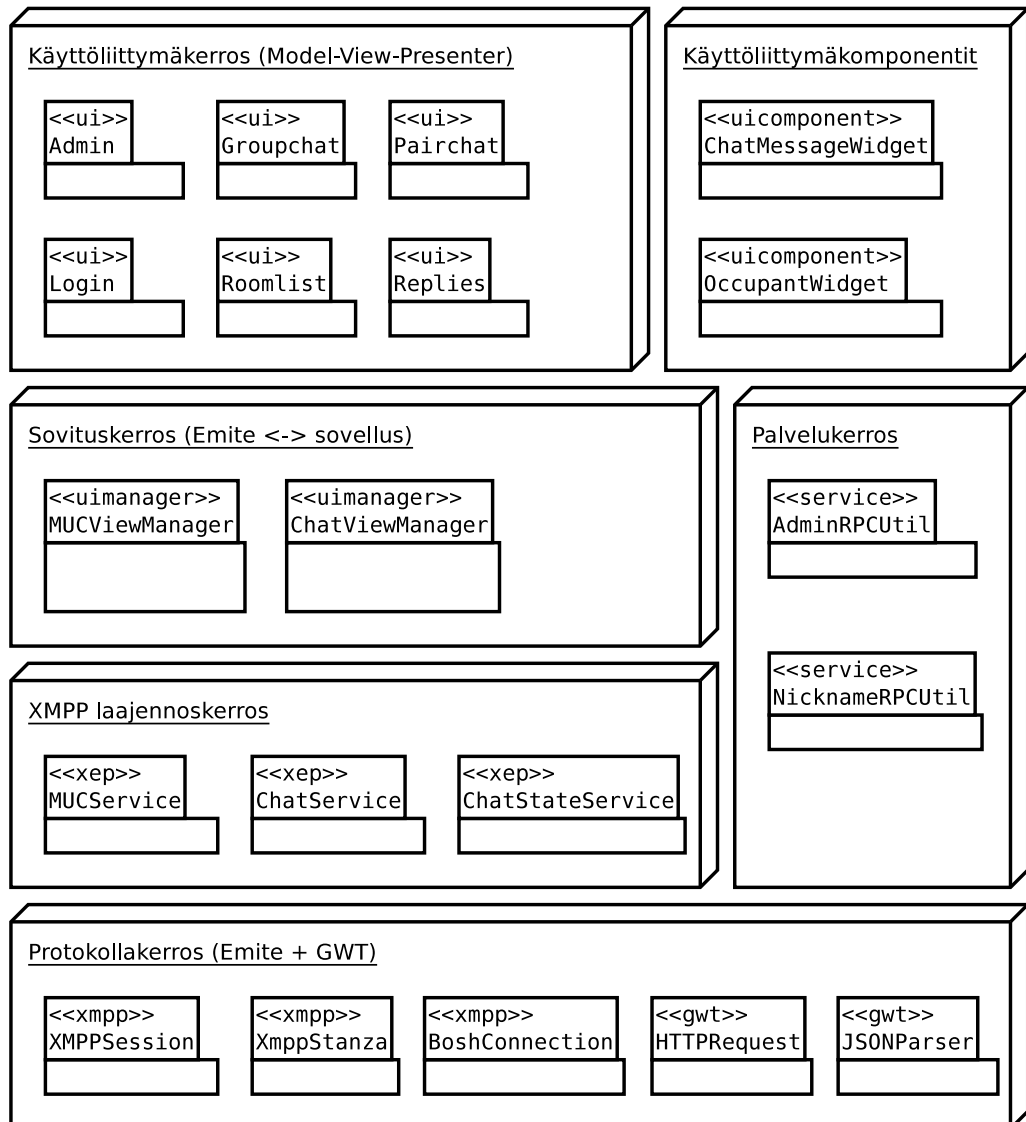 Käyttöliittymäkerros (Model-View-Presenter)
<<ui>>
Admin
<<ui>>
Groupchat
<<ui>>
Pairchat
<<ui>>
Login
<<ui>>
Roomlist
<<ui>>
Replies
Käyttöliittymäkomponentit
<<uicomponent>>
ChatMessageWidget
<<uicomponent>>
OccupantWidget
Sovituskerros (Emite <-> sovellus)
<<uimanager>>
MUCViewManager
<<uimanager>>
ChatViewManager
Palvelukerros
<<service>>
AdminRPCUtil
<<service>>
NicknameRPCUtil
XMPP laajennoskerros
<<xep>>
MUCService
<<xep>>
ChatService
<<xep>>
ChatStateService
Protokollakerros (Emite + GWT)
<<xmpp>>
XMPPSession
<<xmpp>>
XmppStanza
<<xmpp>>
BoshConnection
<<gwt>>
HTTPRequest
<<gwt>>
JSONParser